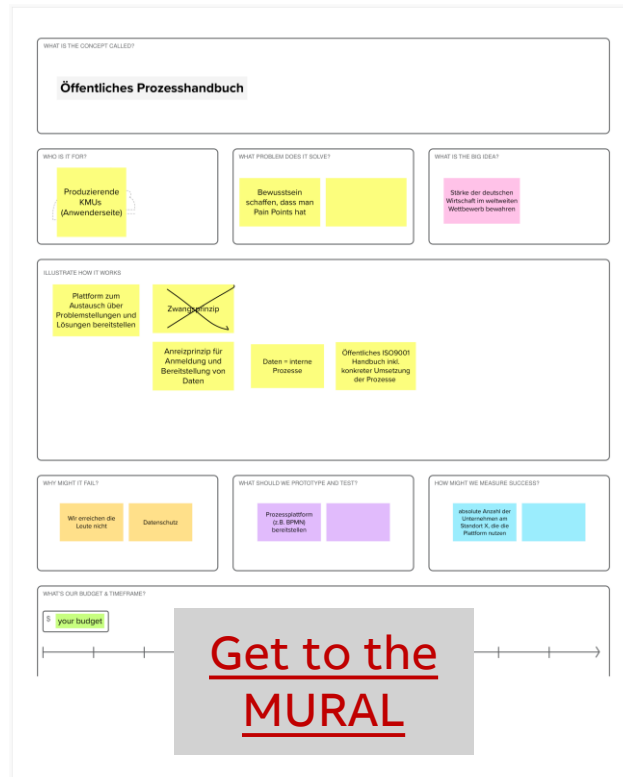 WHAT IS THE CONCEPT CALLED?
Öffentliches Prozesshandbuch
WHO IS IT FOR?
Produzierende
KMUs
(Anwenderseite)
WHAT PROBLEM DOES IT SOLVE?
Bewusstsein
schaffen, dass man
Pain Points hat
WHAT IS THE BIG IDEA?
Stärke der deutschen
Wirtschaft im weltweiten
Wettbewerb bewahren
ILLUSTRATE HOW IT WORKS
Plattform zum
Austausch über
Problemstellungen und
Lösungen bereitstellen
Zwangsprinzip
Anreizprinzip für
Anmeldung und
Bereitstellung von
Daten
Daten = interne
Prozesse
Öffentliches ISO9001
Handbuch inkl.
konkreter Umsetzung
der Prozesse
WHY MIGHT IT FAIL?
Wir erreichen die
Leute nicht
Datenschutz
WHAT SHOULD WE PROTOTYPE AND TEST?
Prozessplattform
(z.B. BPMN)
bereitstellen
HOW MIGHT WE MEASURE SUCCESS?
absolute Anzahl der
Unternehmen am
Standort X, die die
Plattform nutzen
WHAT'S OUR BUDGET & TIMEFRAME?
$ your budget
Get to the
MURAL